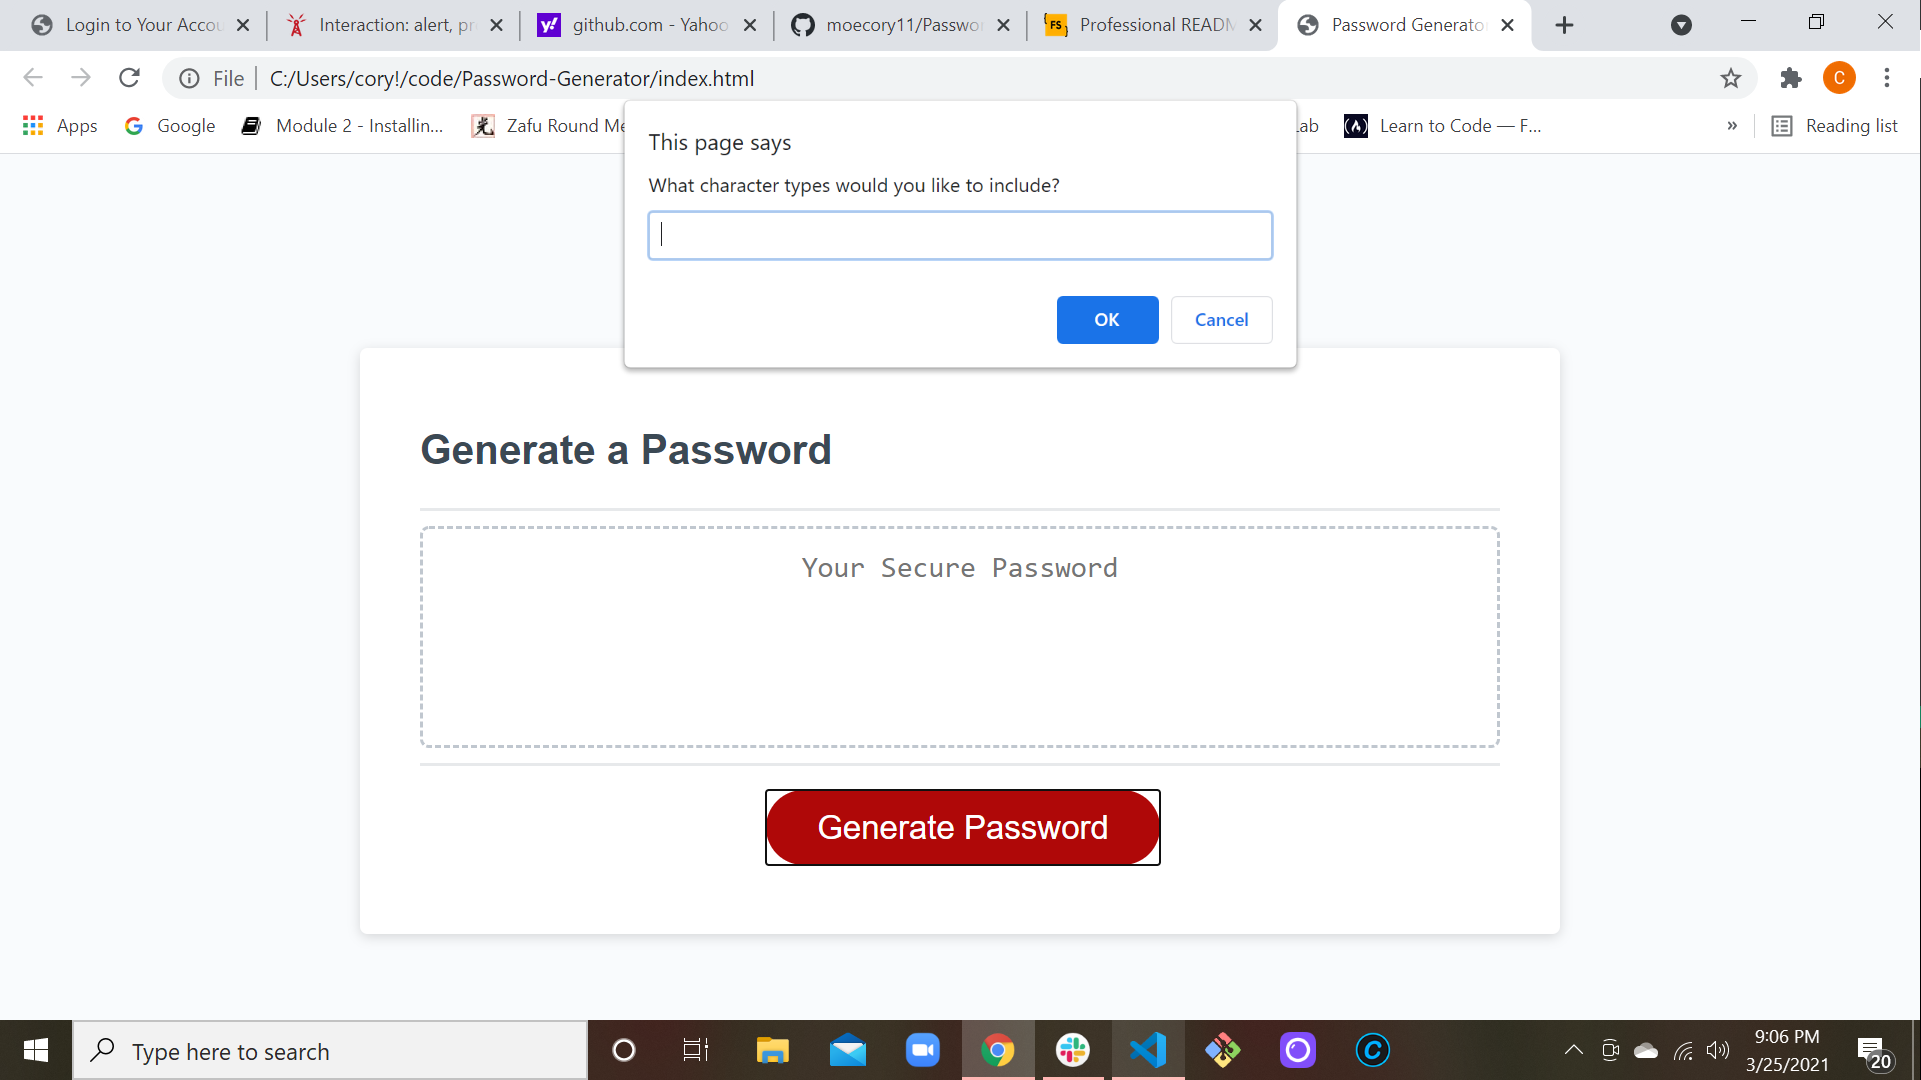 Login to Your Accou
Interaction: alert, pr
github.com - Yahoo
moecory11/Passwor
Professional READM
Password Generato
File
C:/Users/cory!/code/Password-Generator/index.html
C
Apps
Google
Module 2 - Installin...
Zafu Round Me
Lab
Learn to Code — F...
»
Reading list
This page says
What character types would you like to include?
OK
Cancel
Generate a Password
Your Secure Password
Generate Password
Type here to search
9:06 PM
3/25/2021
20